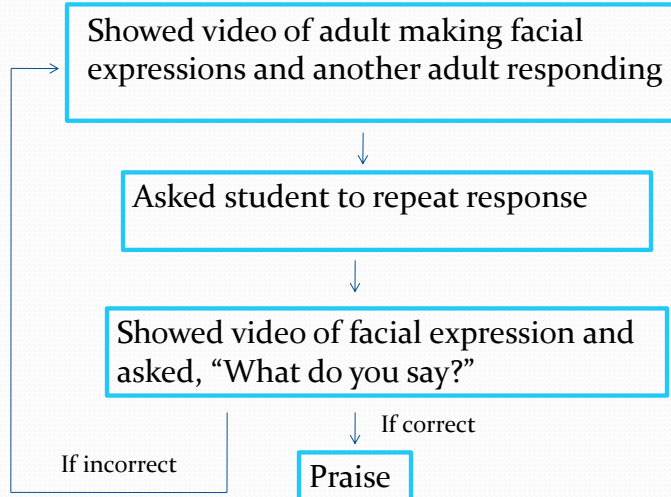 Showed video of adult making facial
expressions and another adult responding
Asked student to repeat response
Showed video of facial expression and
asked, “What do you say?”
If correct
If incorrect
Praise